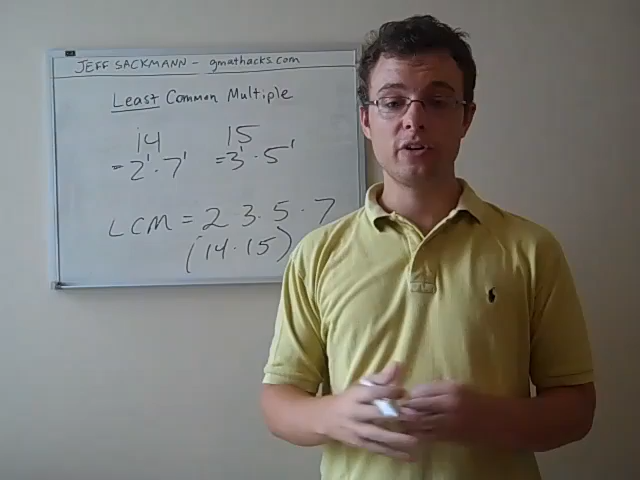 JEFF SACKMANN - gmathacks.com
Least Common Multiple
14 15
= 2¹ · 7¹ = 3¹ · 5¹
LCM = 2 · 3 · 5 · 7
(14 · 15)